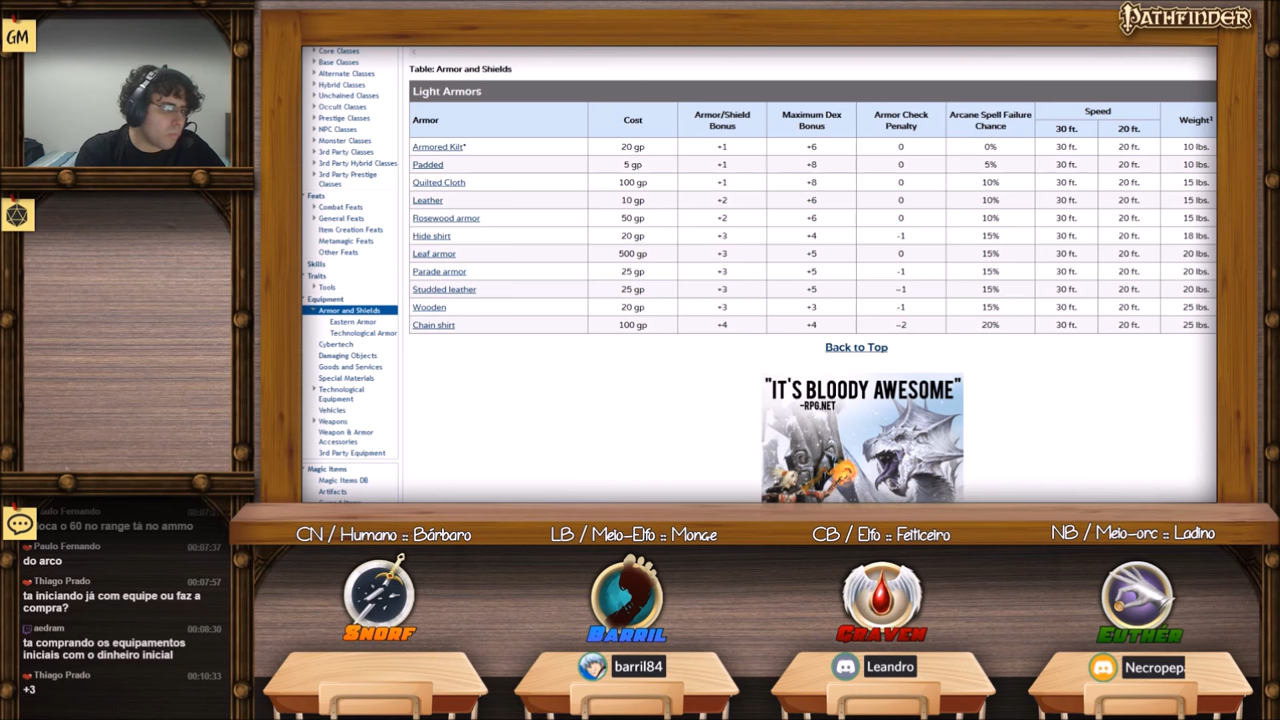 GM
PATHFINDER
Core Classes
Base Classes
Alternate Classes
Hybrid Classes
Unchained Classes
Occult Classes
Prestige Classes
NPC Classes
Monster Classes
3rd Party Classes
3rd Party Hybrid Classes
3rd Party Prestige
Classes
Feats
Combat Feats
General Feats
Item Creation Feats
Metamagic Feats
Other Feats
Skills
Traits
Tools
Equipment
Armor and Shields
Eastern Armor
Technological Armor
Cybertech
Damaging Objects
Goods and Services
Special Materials
Technological
Equipment
Vehicles
Weapons
Weapon & Armor
Accessories
3rd Party Equipment
Magic Items
Magic Items DB
Artifacts
Table: Armor and Shields
Light Armors
Armor Cost Armor/Shield Bonus Maximum Dex Bonus Armor Check Penalty Arcane Spell Failure Chance Speed 30 ft. 20 ft. Weight¹
Armored Kilt* 20 gp +1 +6 0 0% 30 ft. 20 ft. 10 lbs.
Padded 5 gp +1 +8 0 5% 30 ft. 20 ft. 10 lbs.
Quilted Cloth 100 gp +1 +8 0 10% 30 ft. 20 ft. 15 lbs.
Leather 10 gp +2 +6 0 10% 30 ft. 20 ft. 15 lbs.
Rosewood armor 50 gp +2 +6 0 10% 30 ft. 20 ft. 15 lbs.
Hide shirt 20 gp +3 +4 -1 15% 30 ft. 20 ft. 18 lbs.
Leaf armor 500 gp +3 +5 0 15% 30 ft. 20 ft. 20 lbs.
Parade armor 25 gp +3 +5 -1 15% 30 ft. 20 ft. 20 lbs.
Studded leather 25 gp +3 +5 -1 15% 30 ft. 20 ft. 20 lbs.
Wooden 20 gp +3 +3 -1 15% 30 ft. 20 ft. 25 lbs.
Chain shirt 100 gp +4 +4 -2 20% 30 ft. 20 ft. 25 lbs.
Back to Top
"IT'S BLOODY AWESOME"
-RPG.NET
Fernando
o 60 no range tá no ammo
Paulo Fernando 00:07:37
do arco
Thiago Prado 00:07:57
ta iniciando já com equipe ou faz a
compra?
aedram 00:08:30
ta comprando os equipamentos
iniciais com o dinheiro inicial
Thiago Prado 00:10:33
+3
CN / Humano :: Bárbaro
LB / Meio-Elfo :: Monge
CB / Elfo :: Feiticeiro
NB / Meio-orc :: Ladino
SNORF
BARRIL
GRAVEN
EUTHÉR
barril84
Leandro
Necropepa